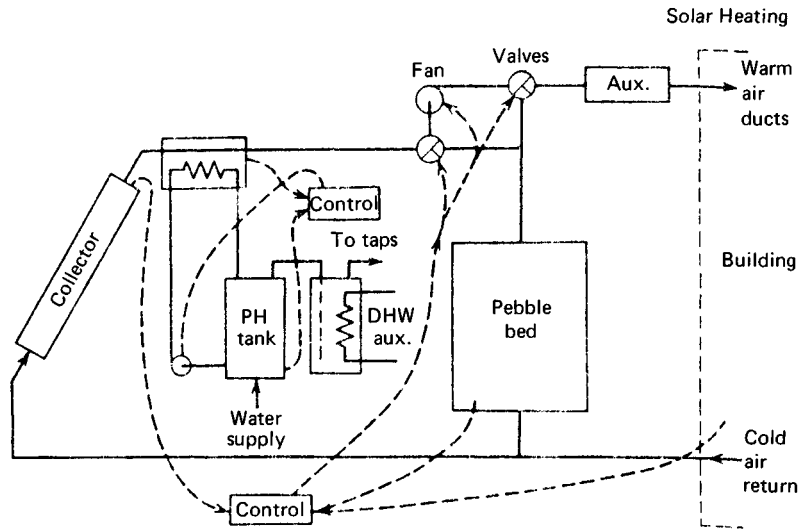 Solar Heating
Valves
Fan
Aux.
Warm
air
ducts
Control
To taps
Collector
PH
tank
DHW
aux.
Pebble
bed
Building
Water
supply
Cold
air
return
Control